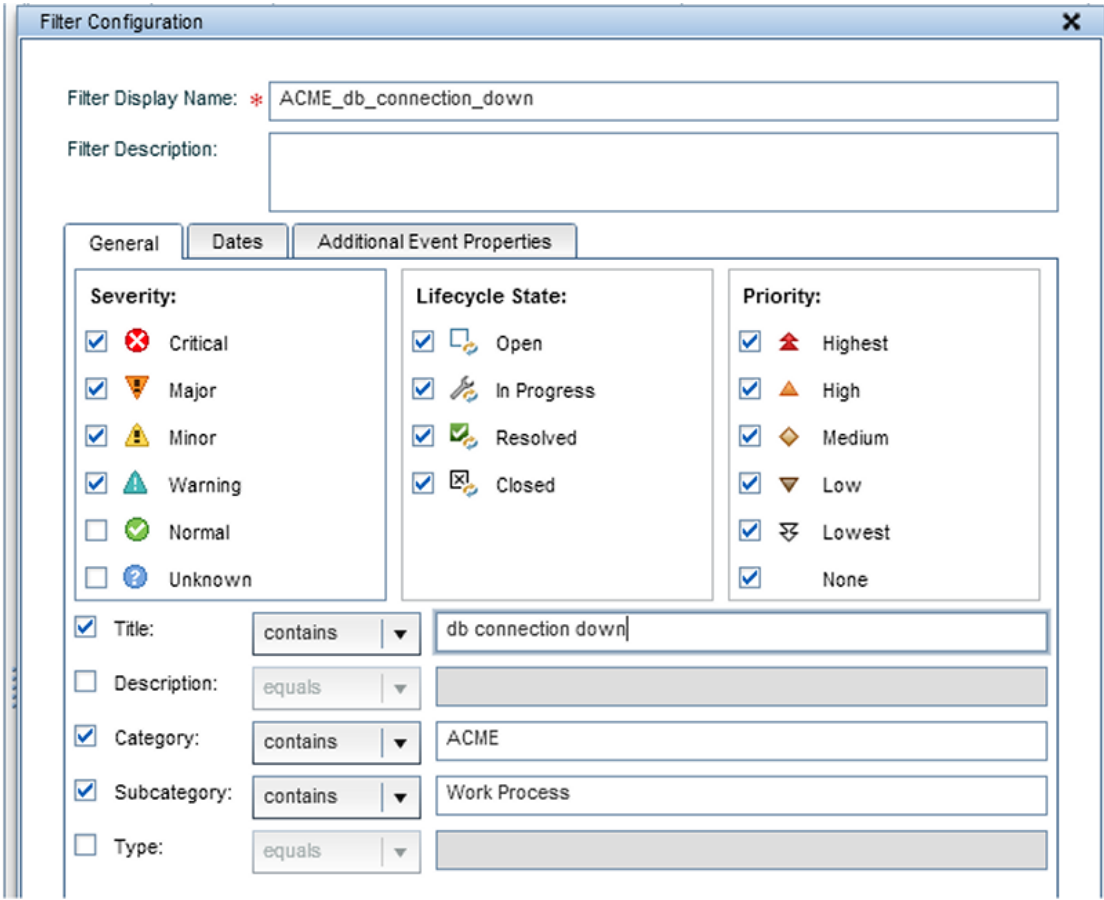 Filter Configuration
Filter Display Name: * ACME_db_connection_down
Filter Description:
General Dates Additional Event Properties
Severity: Lifecycle State: Priority:
Critical Open Highest
Major In Progress High
Minor Resolved Medium
Warning Closed Low
Normal Lowest
Unknown None
Title: contains db connection down
Description: equals
Category: contains ACME
Subcategory: contains Work Process
Type: equals